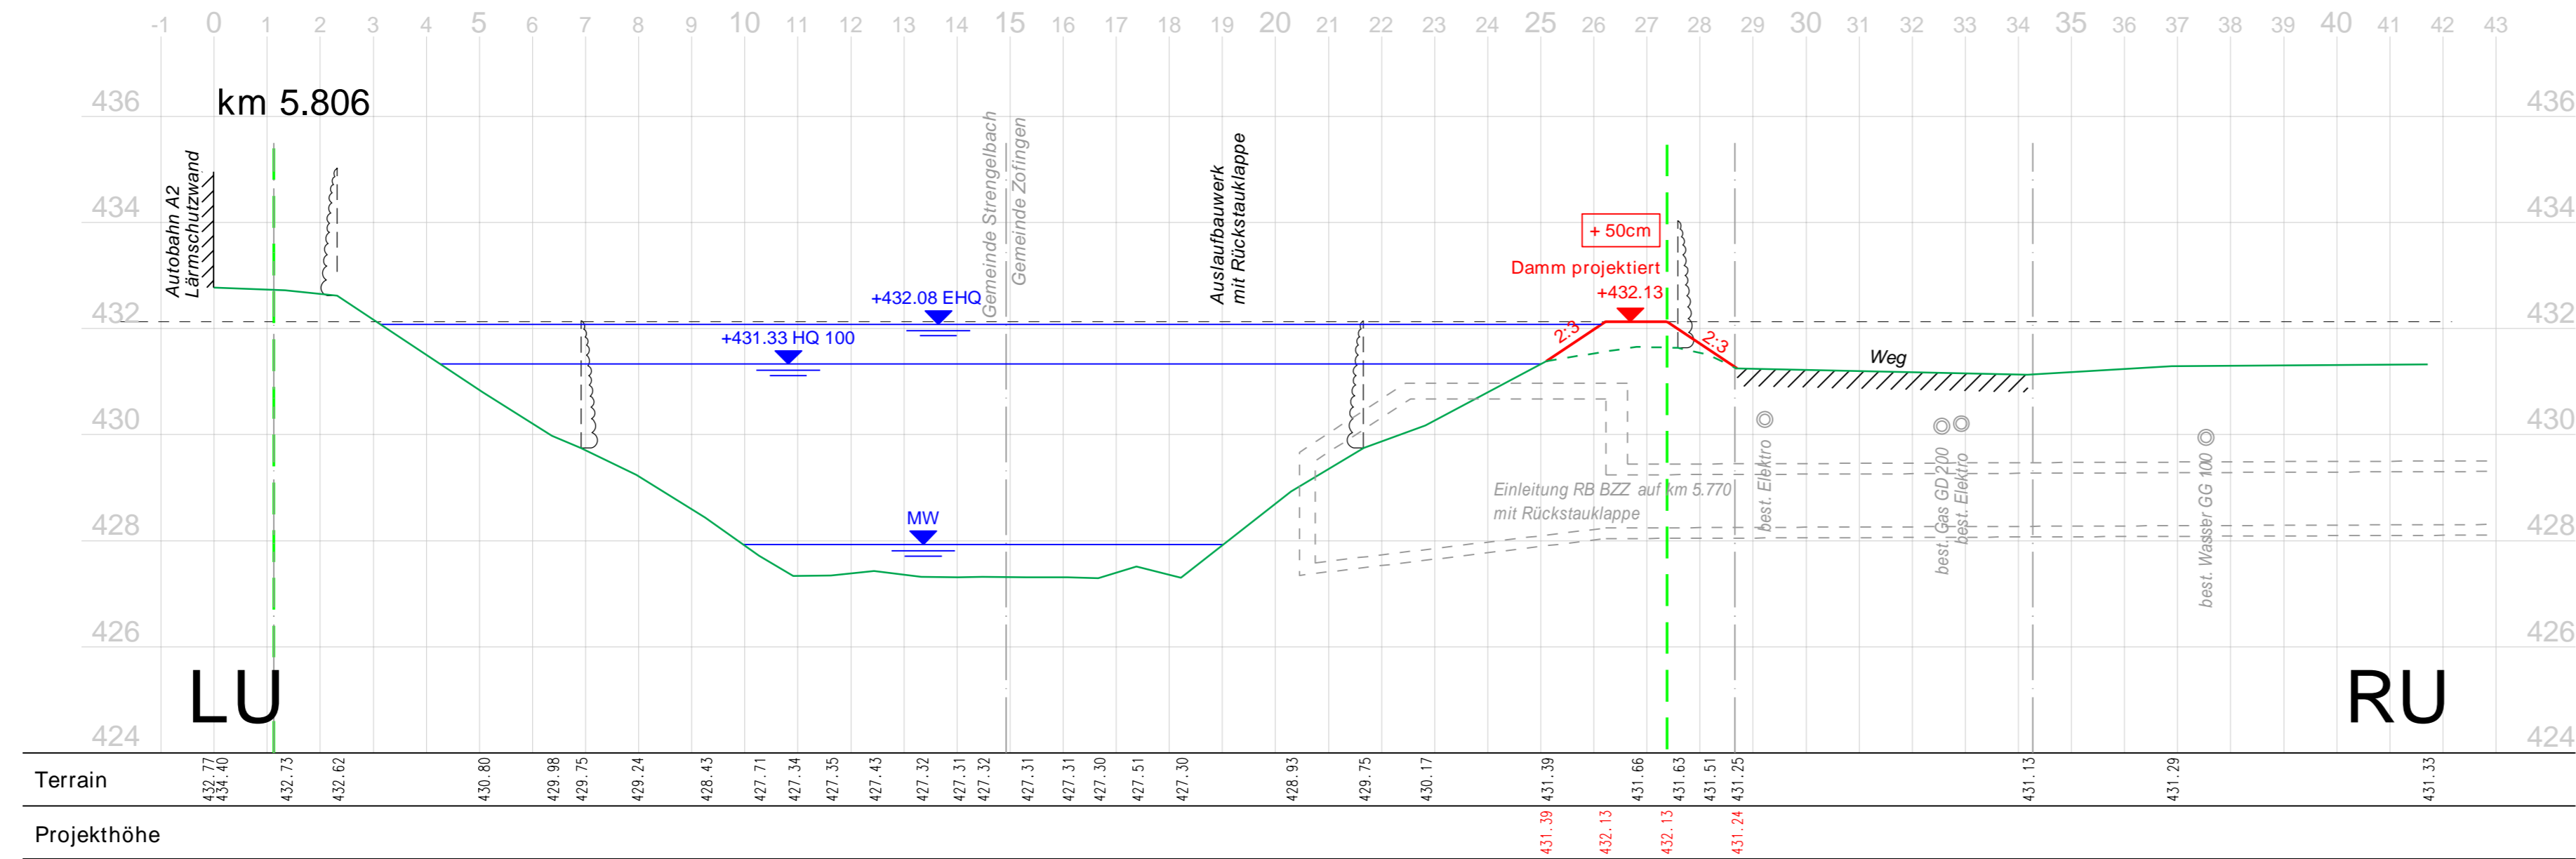 -1 0 1 2 3 4 5 6 7 8 9 10 11 12 13 14 15 16 17 18 19 20 21 22 23 24 25 26 27 28 29 30 31 32 33 34 35 36 37 38 39 40 41 42 43
436 436
km 5.806
434 434
432 432
430 430
428 428
426 426
424 424
Autobahn A2
Lärmschutzwand
Gemeinde Strengelbach
Gemeinde Zofingen
Auslaufbauwerk
mit Rückstauklappe
+432.08 EHQ
+431.33 HQ 100
MW
+ 50cm
Damm projektiert
+432.13
2:3
2:3
Weg
Einleitung RB BZZ auf km 5.770
mit Rückstauklappe
best. Elektro
best. Gas GD 200
best. Elektro
best. Wasser GG 100
LU
RU
Terrain
432.77
434.40
432.73
432.62
430.80
429.98
429.75
429.24
428.43
427.71
427.34
427.35
427.43
427.32
427.31
427.32
427.31
427.31
427.30
427.51
427.30
428.93
429.75
430.17
431.39
431.66
431.63
431.51
431.25
431.13
431.29
431.33
Projekthöhe
431.39
432.13
432.13
431.24